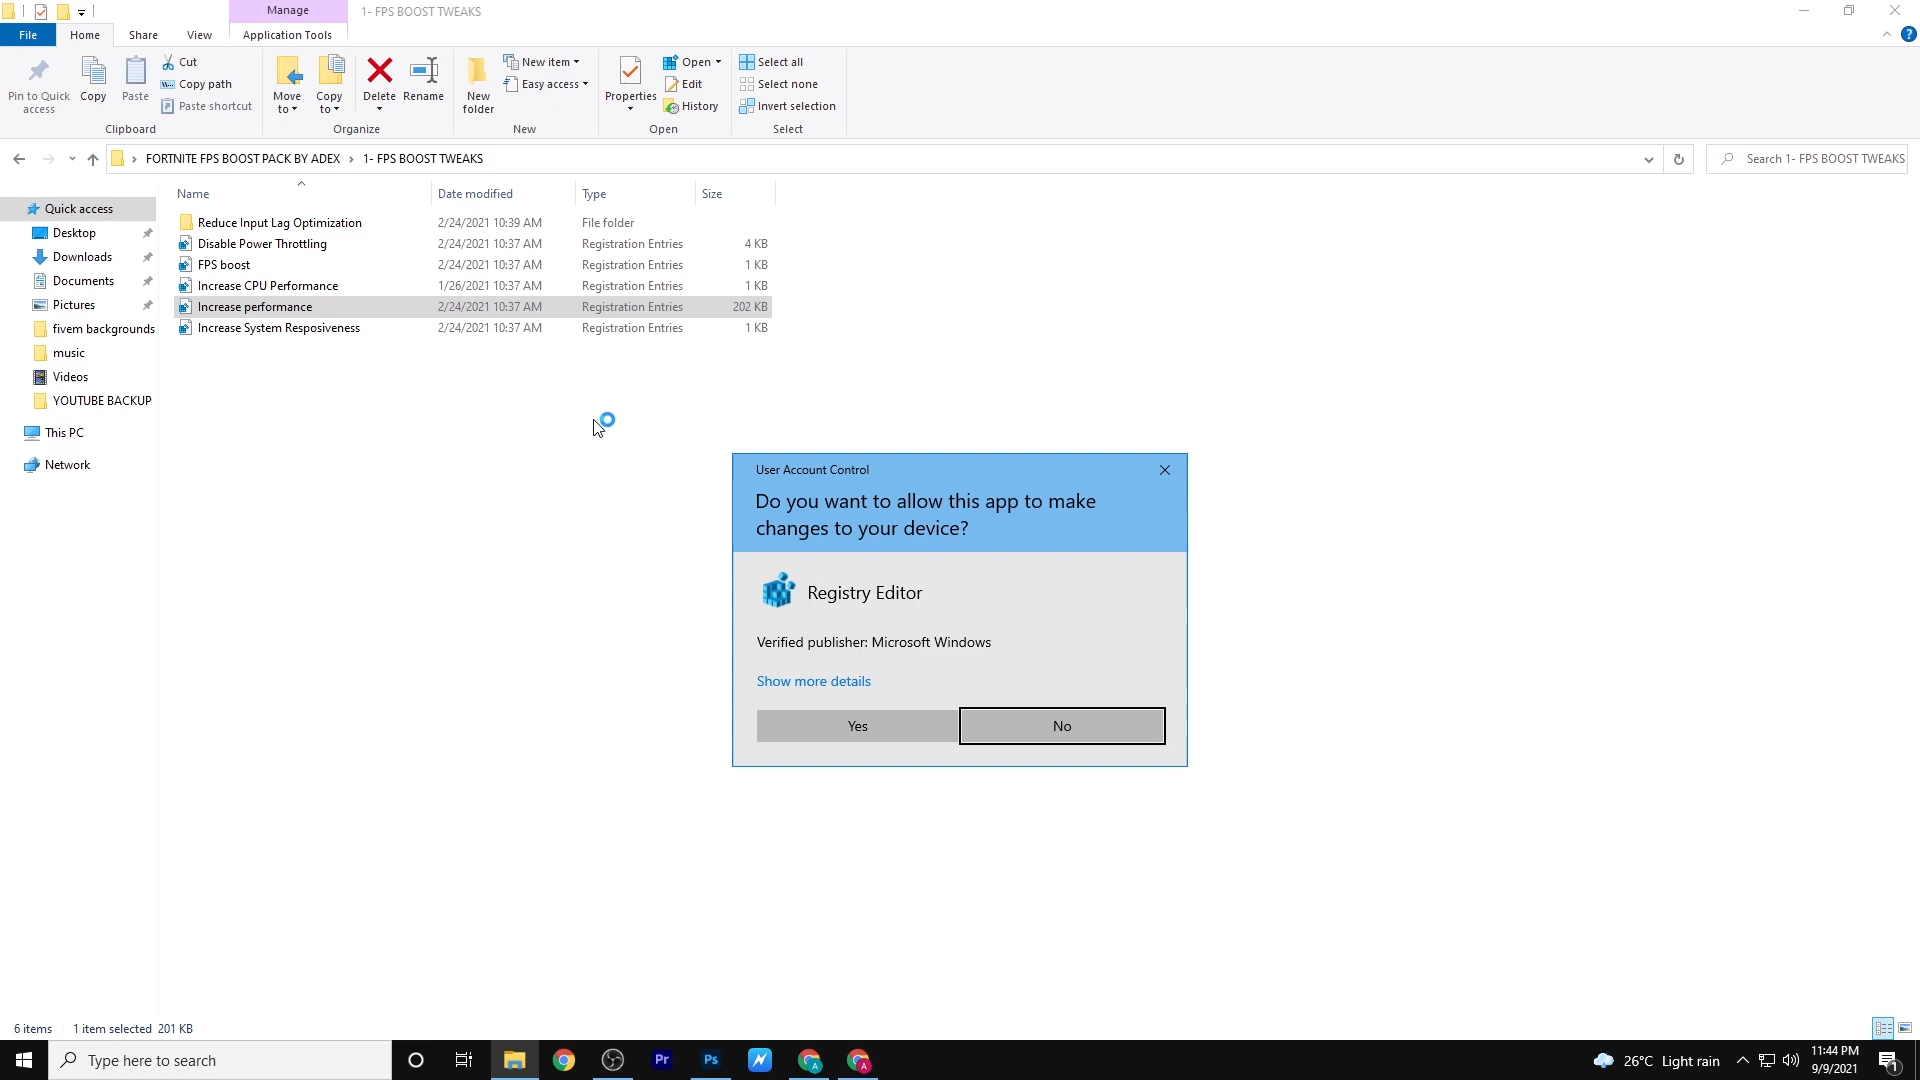 Manage
1- FPS BOOST TWEAKS
File
Home
Share
View
Application Tools
Pin to Quick access
Copy
Paste
Cut
Copy path
Paste shortcut
Clipboard
Move to
Copy to
Delete
Rename
Organize
New folder
New item
Easy access
New
Properties
Open
Edit
History
Open
Select all
Select none
Invert selection
Select
FORTNITE FPS BOOST PACK BY ADEX > 1- FPS BOOST TWEAKS
Search 1- FPS BOOST TWEAKS
Quick access
Desktop
Downloads
Documents
Pictures
fivem backgrounds
music
Videos
YOUTUBE BACKUP
This PC
Network
Name Date modified Type Size
Reduce Input Lag Optimization 2/24/2021 10:39 AM File folder
Disable Power Throttling 2/24/2021 10:37 AM Registration Entries 4 KB
FPS boost 2/24/2021 10:37 AM Registration Entries 1 KB
Increase CPU Performance 1/26/2021 10:37 AM Registration Entries 1 KB
Increase performance 2/24/2021 10:37 AM Registration Entries 202 KB
Increase System Resposiveness 2/24/2021 10:37 AM Registration Entries 1 KB
User Account Control
Do you want to allow this app to make
changes to your device?
Registry Editor
Verified publisher: Microsoft Windows
Show more details
Yes
No
6 items 1 item selected 201 KB
Type here to search
Pr
Ps
A
A
26°C Light rain
11:44 PM
9/9/2021
1